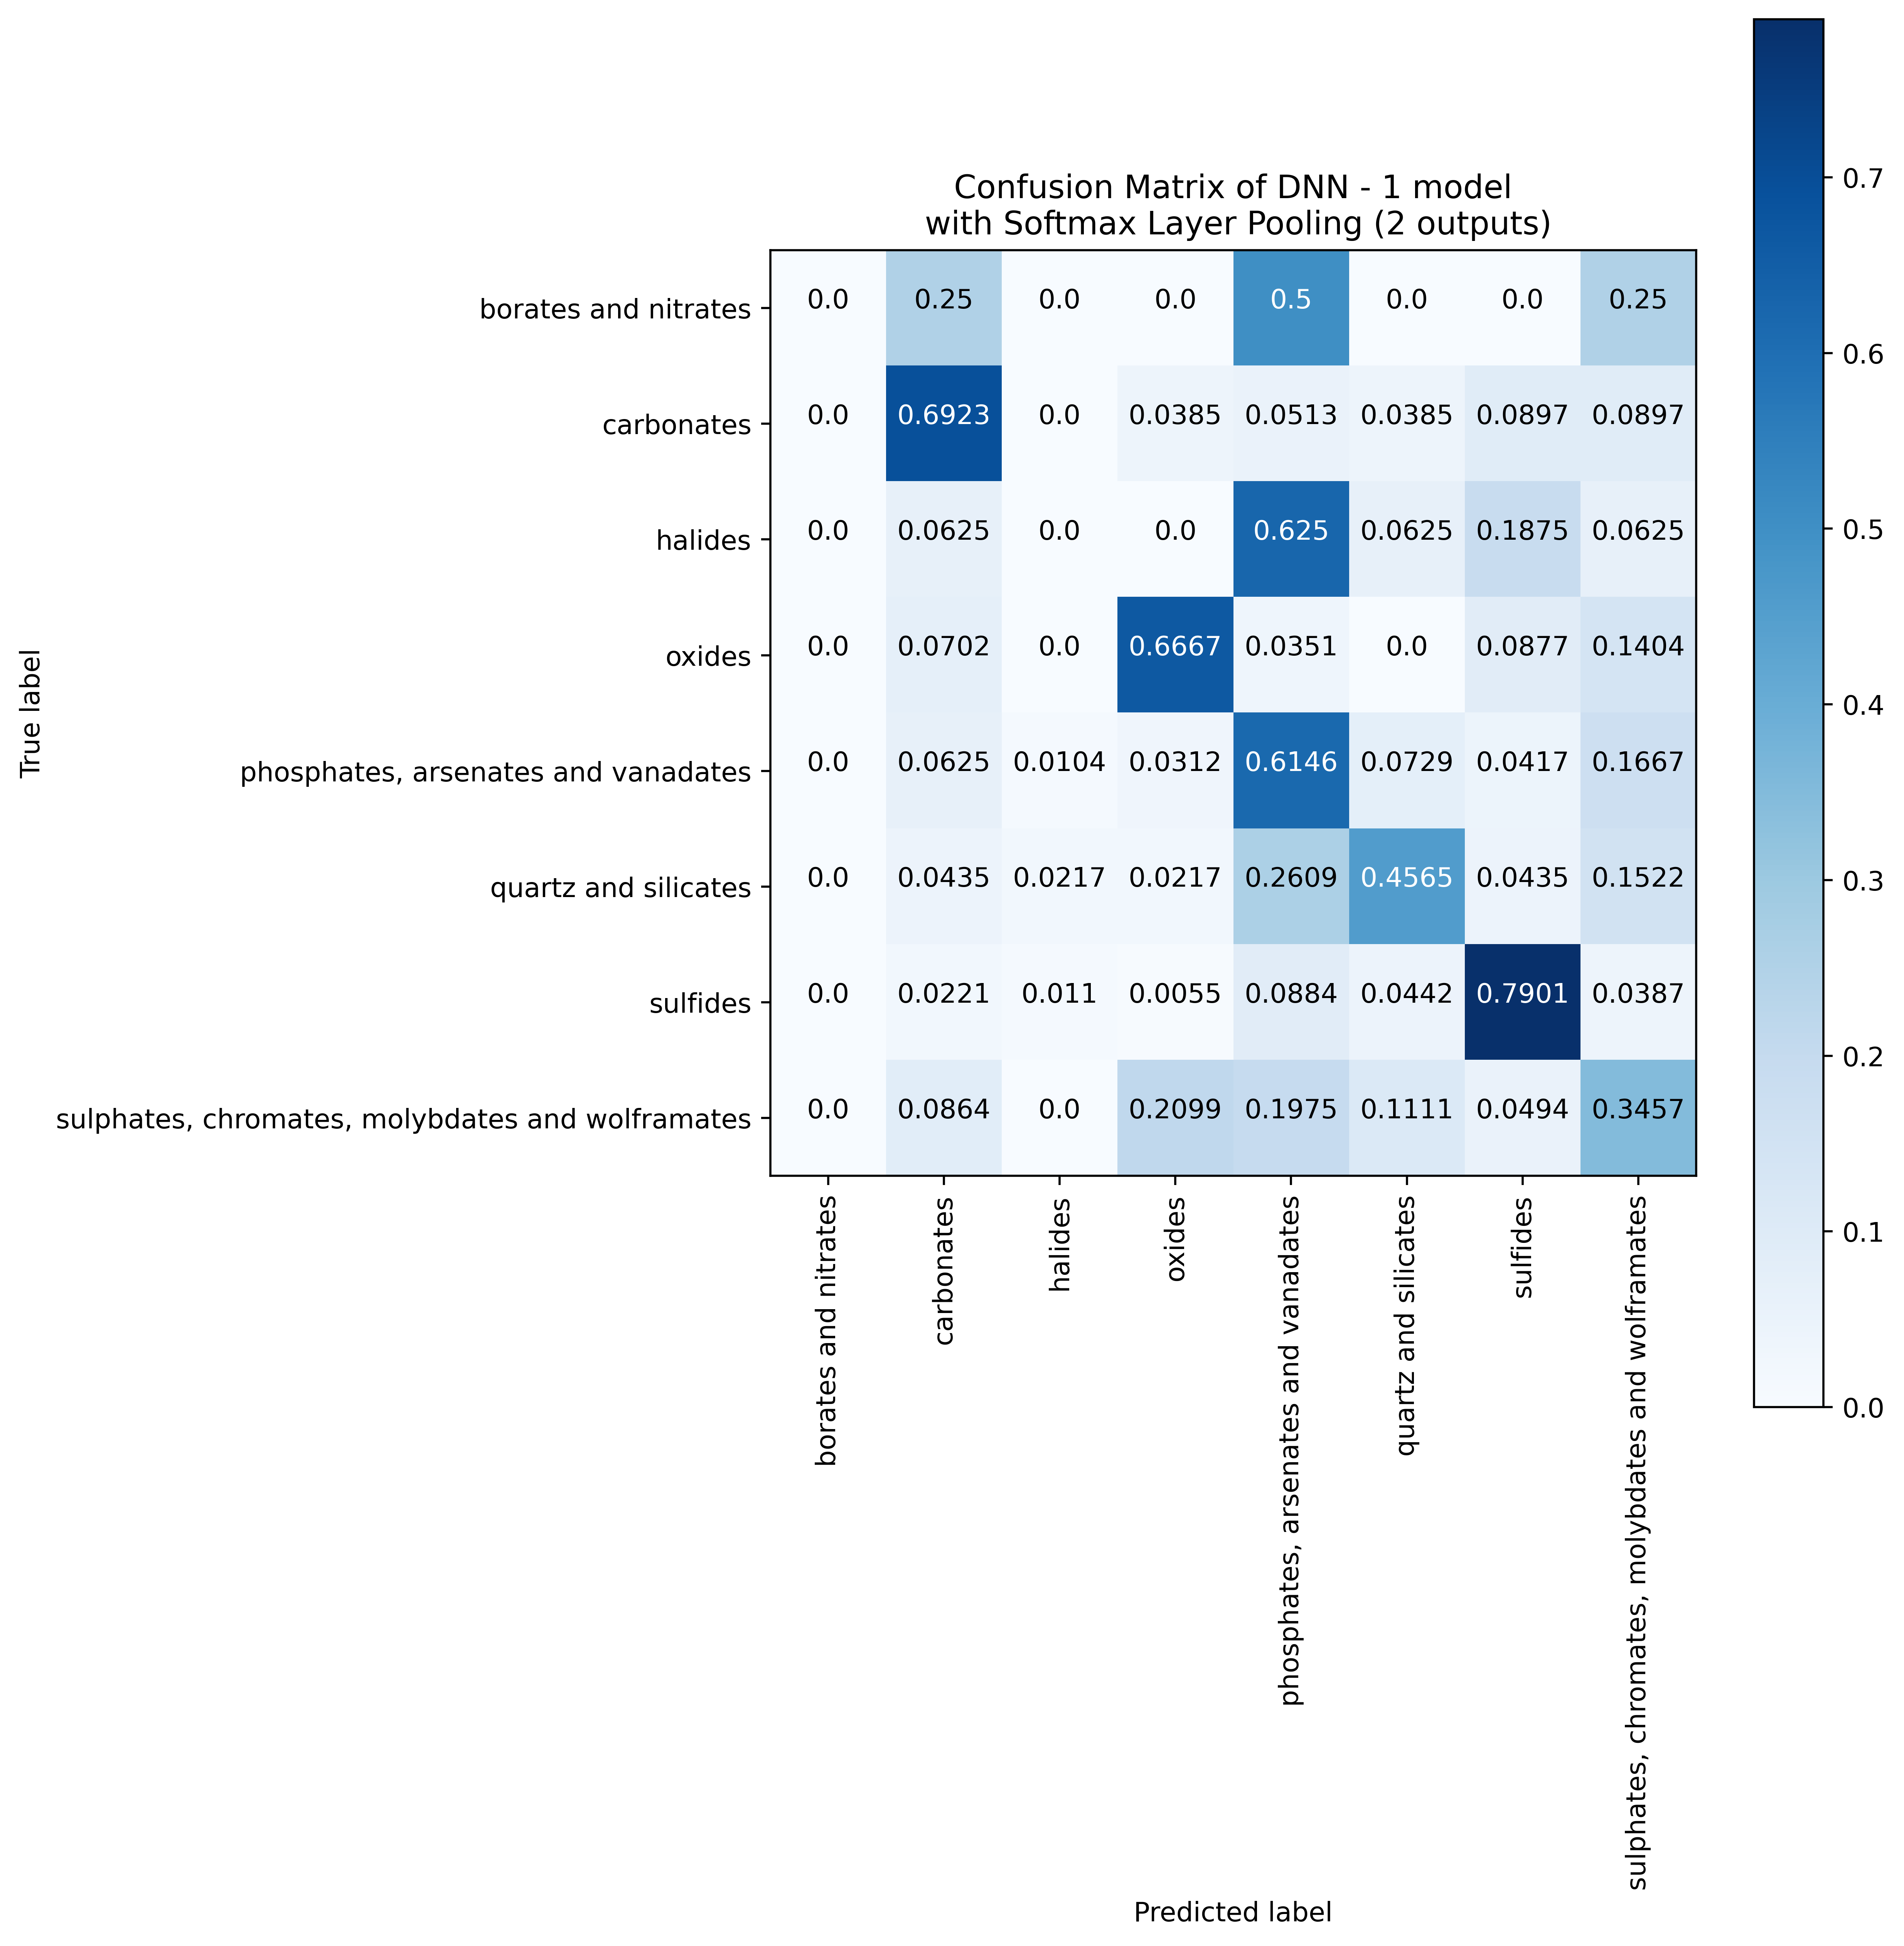 Confusion Matrix of DNN - 1 model
with Softmax Layer Pooling (2 outputs)
True label
borates and nitrates 0.0 0.25 0.0 0.0 0.5 0.0 0.0 0.25
carbonates 0.0 0.6923 0.0 0.0385 0.0513 0.0385 0.0897 0.0897
halides 0.0 0.0625 0.0 0.0 0.625 0.0625 0.1875 0.0625
oxides 0.0 0.0702 0.0 0.6667 0.0351 0.0 0.0877 0.1404
phosphates, arsenates and vanadates 0.0 0.0625 0.0104 0.0312 0.6146 0.0729 0.0417 0.1667
quartz and silicates 0.0 0.0435 0.0217 0.0217 0.2609 0.4565 0.0435 0.1522
sulfides 0.0 0.0221 0.011 0.0055 0.0884 0.0442 0.7901 0.0387
sulphates, chromates, molybdates and wolframates 0.0 0.0864 0.0 0.2099 0.1975 0.1111 0.0494 0.3457
borates and nitrates
carbonates
halides
oxides
phosphates, arsenates and vanadates
quartz and silicates
sulfides
sulphates, chromates, molybdates and wolframates
Predicted label
0.7
0.6
0.5
0.4
0.3
0.2
0.1
0.0